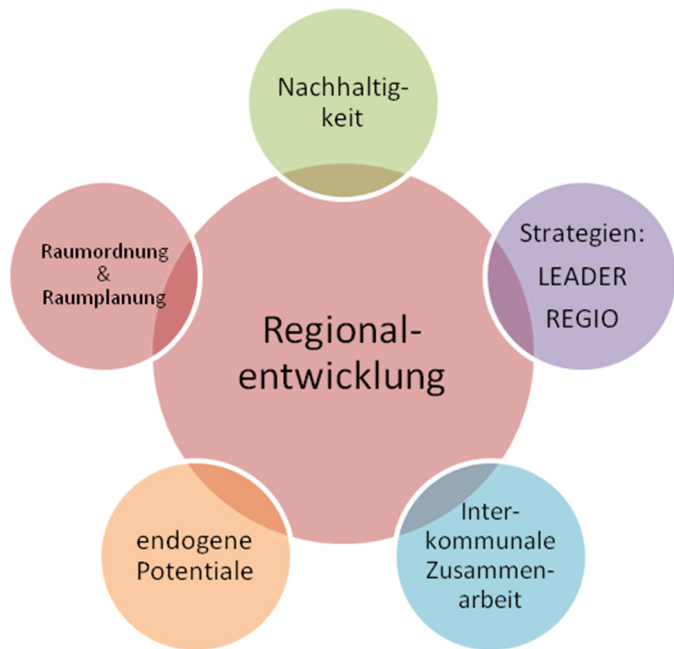 Nachhaltig-
keit
Raumordnung
&
Raumplanung
Strategien:
LEADER
REGIO
Regional-
entwicklung
endogene
Potentiale
Inter-
kommunale
Zusammen-
arbeit